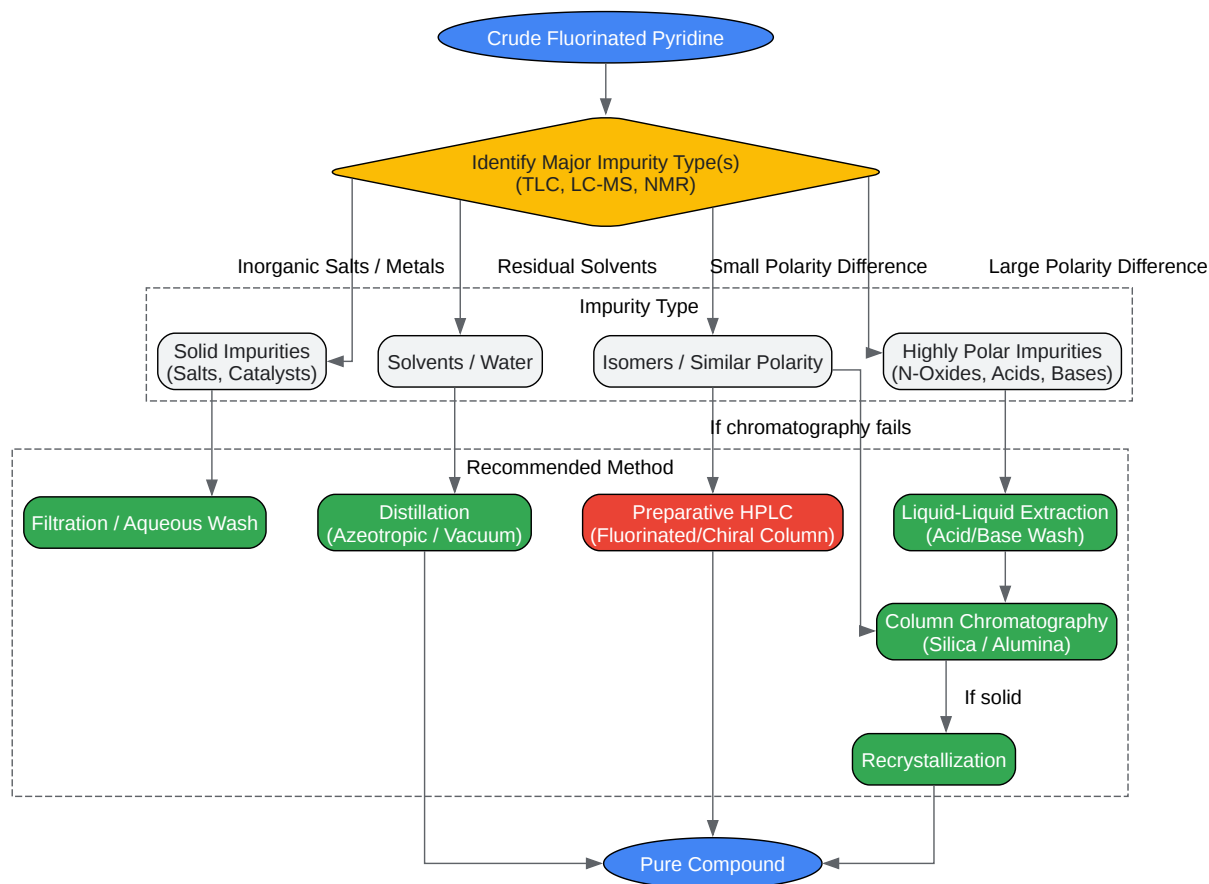 Crude Fluorinated Pyridine
Identify Major Impurity Type(s)
(TLC, LC-MS, NMR)
Inorganic Salts / Metals
Residual Solvents
Small Polarity Difference
Large Polarity Difference
Impurity Type
Solid Impurities
(Salts, Catalysts)
Solvents / Water
Isomers / Similar Polarity
Highly Polar Impurities
(N-Oxides, Acids, Bases)
If chromatography fails
Recommended Method
Filtration / Aqueous Wash
Distillation
(Azeotropic / Vacuum)
Preparative HPLC
(Fluorinated/Chiral Column)
Liquid-Liquid Extraction
(Acid/Base Wash)
Column Chromatography
(Silica / Alumina)
If solid
Recrystallization
Pure Compound